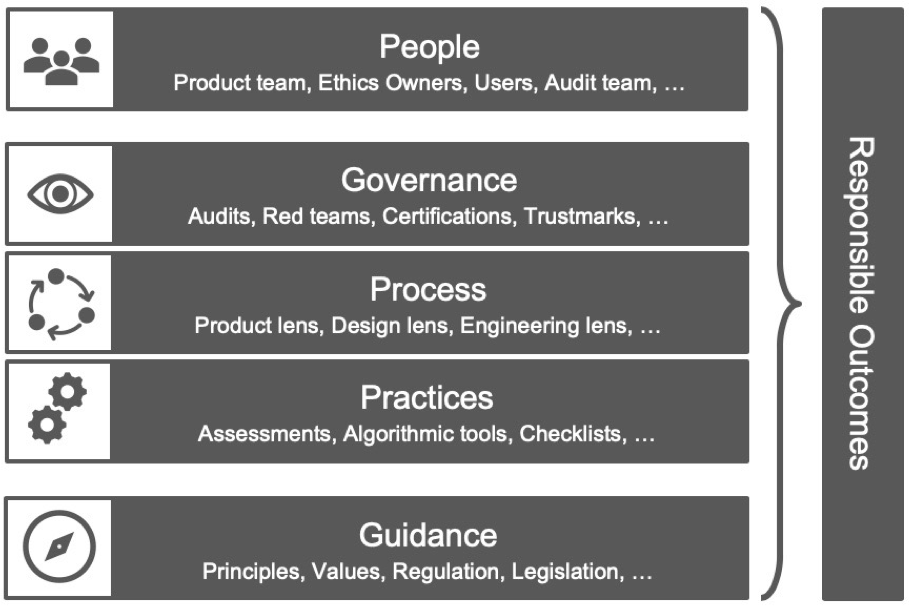 People
Product team, Ethics Owners, Users, Audit team, …
Governance
Audits, Red teams, Certifications, Trustmarks, …
Process
Product lens, Design lens, Engineering lens, …
Practices
Assessments, Algorithmic tools, Checklists, …
Guidance
Principles, Values, Regulation, Legislation, …
Responsible Outcomes